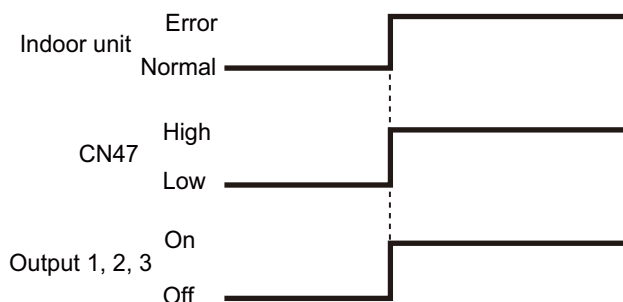 Error
Indoor unit
Normal
High
CN47
Low
On
Output 1, 2, 3
Off